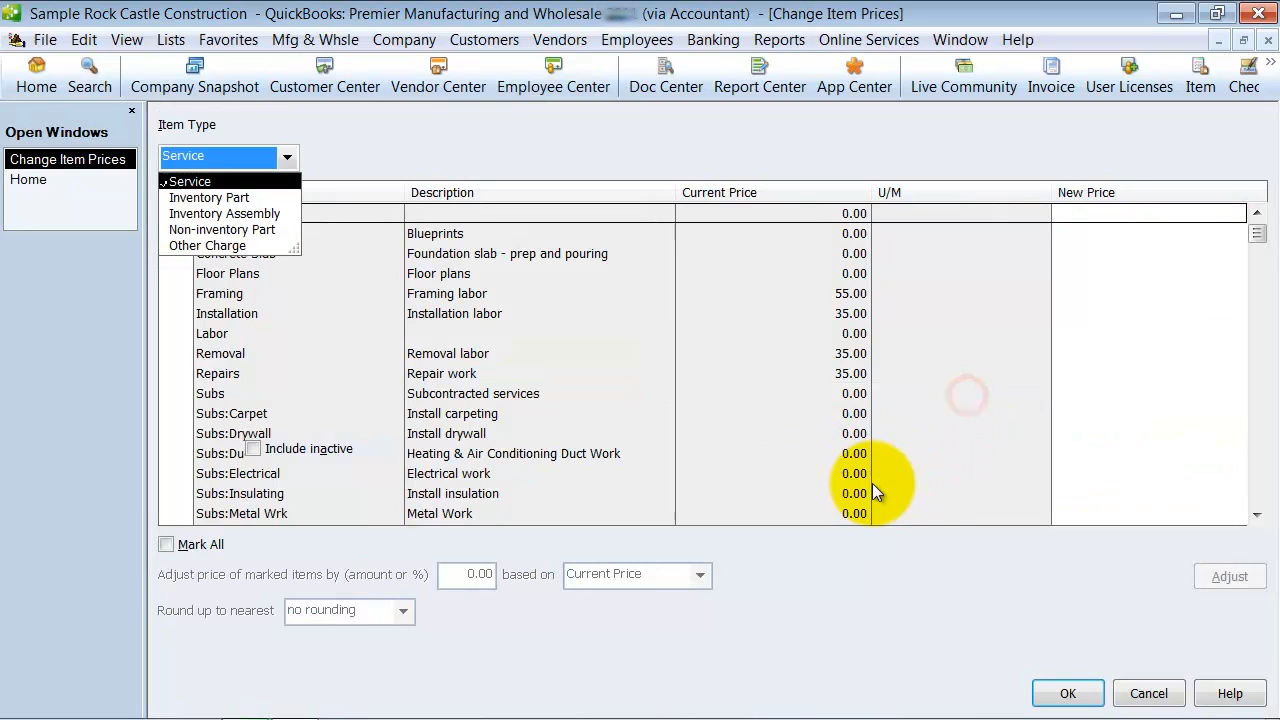 Sample Rock Castle Construction - QuickBooks: Premier Manufacturing and Wholesale (via Accountant) - [Change Item Prices]
File Edit View Lists Favorites Mfg & Whsle Company Customers Vendors Employees Banking Reports Online Services Window Help
Home Search Company Snapshot Customer Center Vendor Center Employee Center Doc Center Report Center App Center Live Community Invoice User Licenses Item Chec
Open Windows
Change Item Prices
Home
Item Type
Service
Service
Inventory Part
Inventory Assembly
Non-inventory Part
Other Charge
Description Current Price U/M New Price
0.00
Blueprints 0.00
Concrete Slab Foundation slab - prep and pouring 0.00
Floor Plans Floor plans 0.00
Framing Framing labor 55.00
Installation Installation labor 35.00
Labor 0.00
Removal Removal labor 35.00
Repairs Repair work 35.00
Subs Subcontracted services 0.00
Subs:Carpet Install carpeting 0.00
Subs:Drywall Install drywall 0.00
Include inactive
Subs:Du Heating & Air Conditioning Duct Work 0.00
Subs:Electrical Electrical work 0.00
Subs:Insulating Install insulation 0.00
Subs:Metal Wrk Metal Work 0.00
Mark All
Adjust price of marked items by (amount or %) 0.00 based on Current Price Adjust
Round up to nearest no rounding
OK Cancel Help